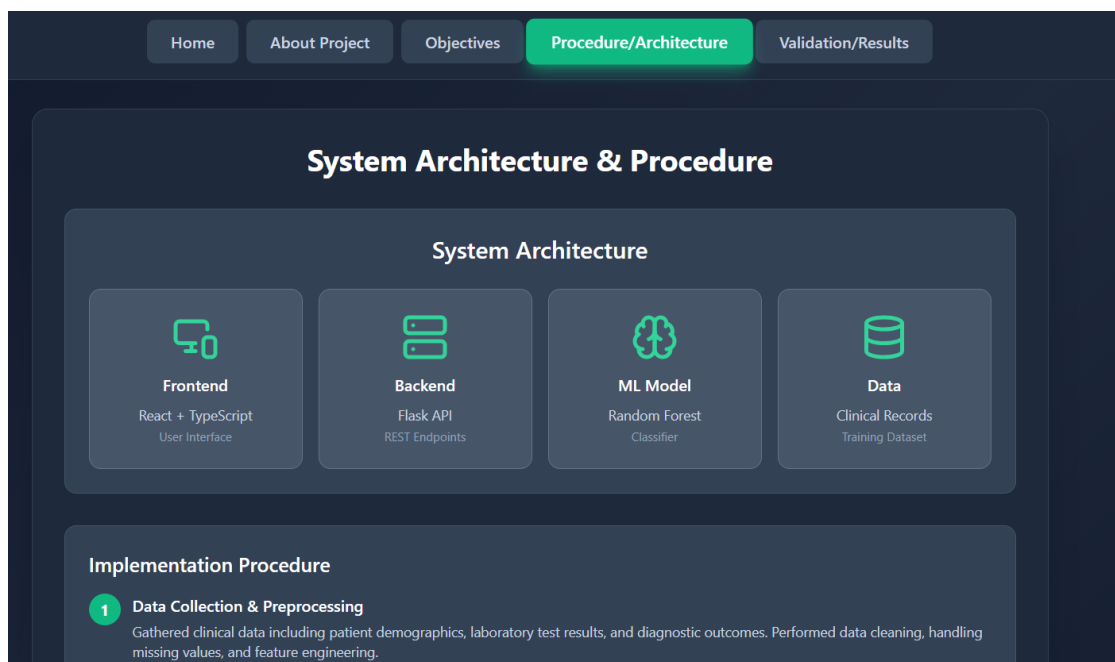 Home
About Project
Objectives
Procedure/Architecture
Validation/Results
System Architecture & Procedure
System Architecture
Frontend
React + TypeScript
User Interface
Backend
Flask API
REST Endpoints
ML Model
Random Forest
Classifier
Data
Clinical Records
Training Dataset
Implementation Procedure
1
Data Collection & Preprocessing
Gathered clinical data including patient demographics, laboratory test results, and diagnostic outcomes. Performed data cleaning, handling
missing values, and feature engineering.